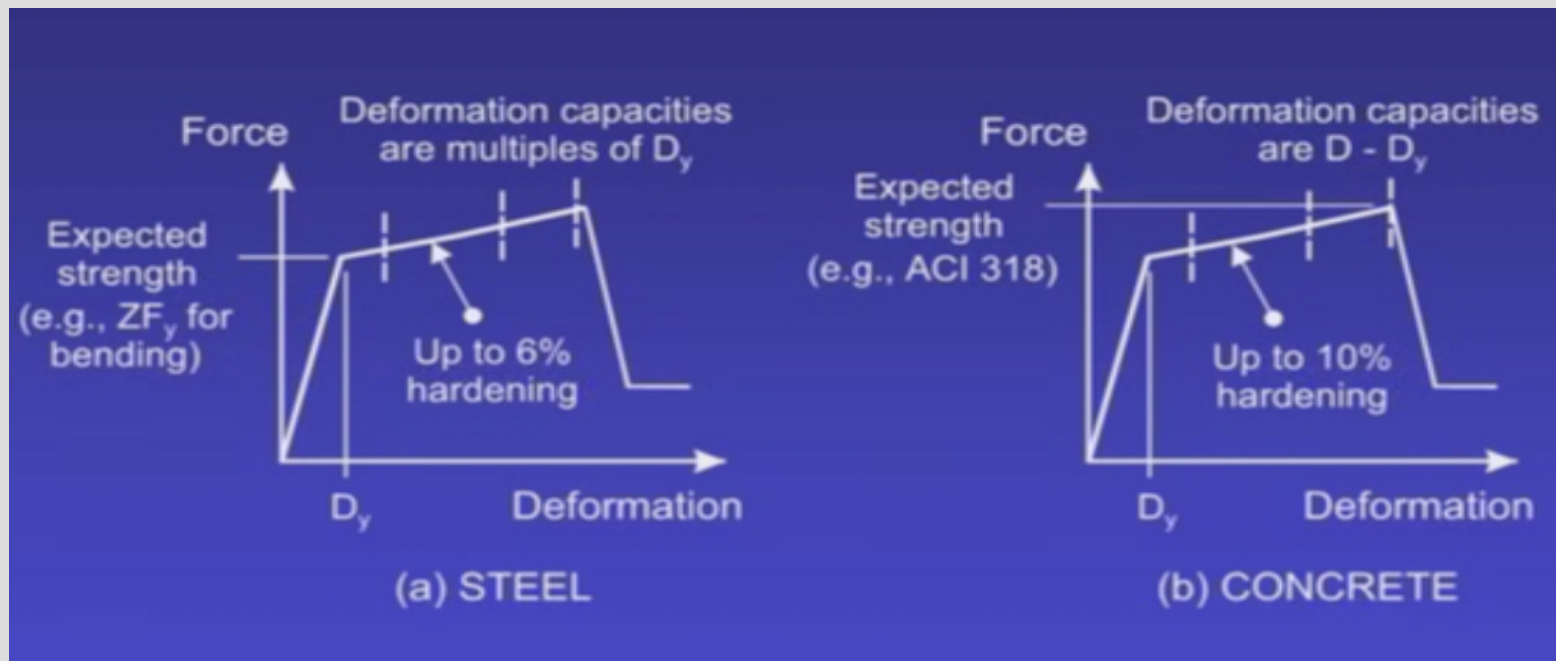 Force
Deformation capacities
are multiples of Dy
Expected
strength
(e.g., ZFy for
bending)
Up to 6%
hardening
Dy
Deformation
(a) STEEL
Force
Deformation capacities
are D - Dy
Expected
strength
(e.g., ACI 318)
Up to 10%
hardening
Dy
Deformation
(b) CONCRETE